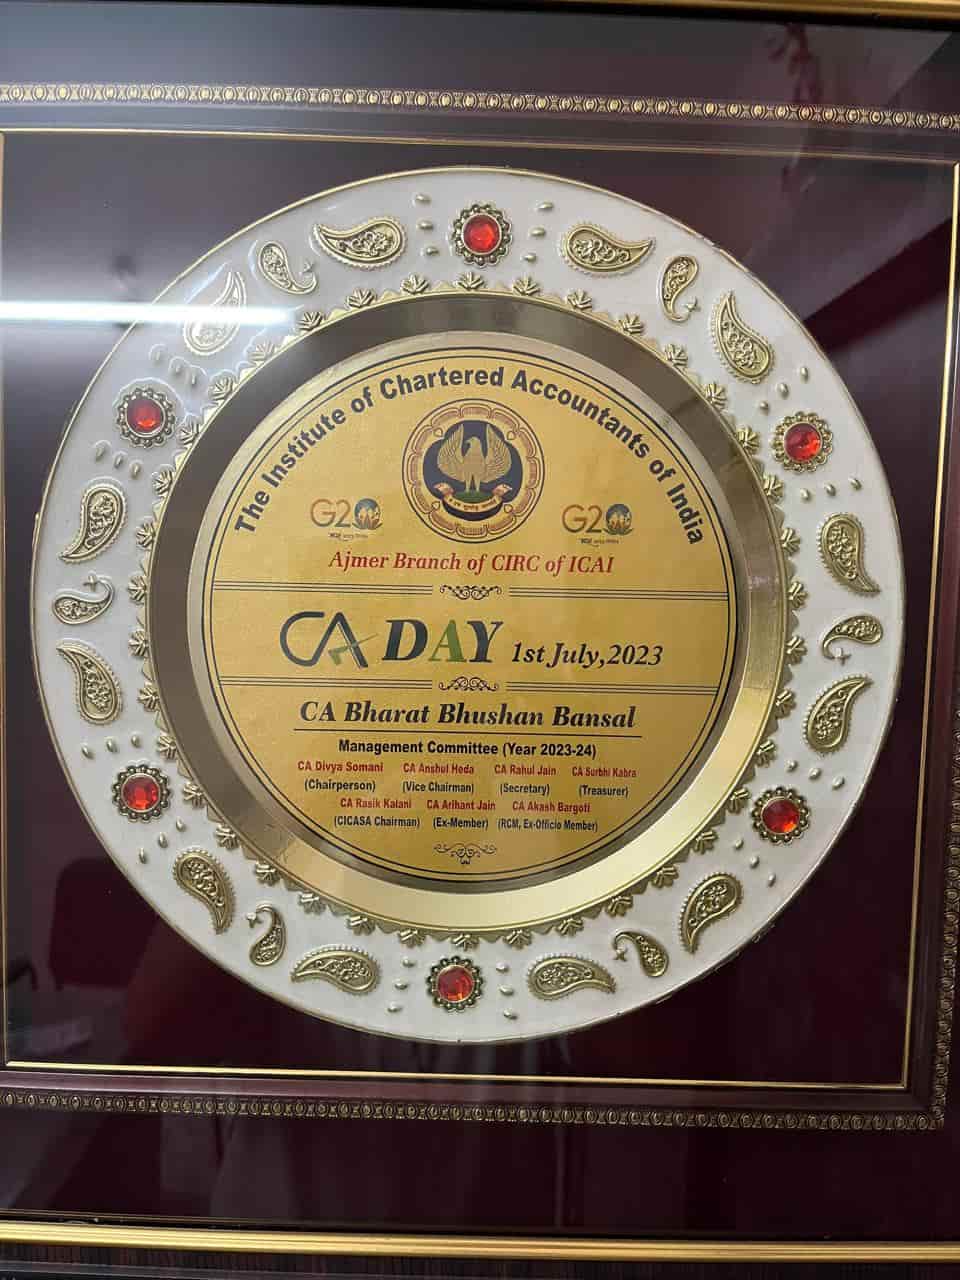 The Institute of Chartered Accountants of India
G20 G20
Ajmer Branch of CIRC of ICAI
CA DAY 1st July,2023
CA Bharat Bhushan Bansal
Management Committee (Year 2023-24)
CA Divya Somani CA Anshul Heda CA Rahul Jain CA Surbhi Kabra
(Chairperson) (Vice Chairman) (Secretary) (Treasurer)
CA Rasik Kalani CA Arihant Jain CA Akash Bargoti
(CICASA Chairman) (Ex-Member) (RCM, Ex-Officio Member)